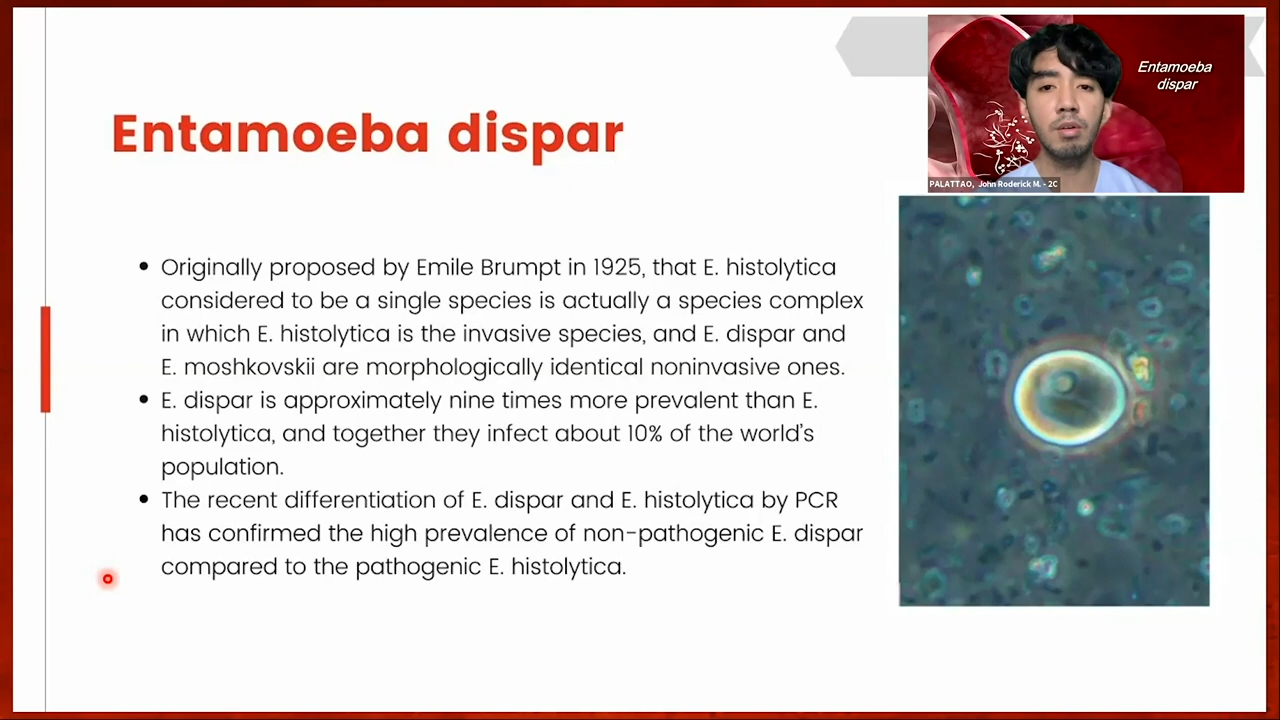 Entamoeba dispar
Entamoeba
dispar
PALATTAO, John Roderick M. - 2C
• Originally proposed by Emile Brumpt in 1925, that E. histolytica
considered to be a single species is actually a species complex
in which E. histolytica is the invasive species, and E. dispar and
E. moshkovskii are morphologically identical noninvasive ones.
• E. dispar is approximately nine times more prevalent than E.
histolytica, and together they infect about 10% of the world's
population.
• The recent differentiation of E. dispar and E. histolytica by PCR
has confirmed the high prevalence of non-pathogenic E. dispar
compared to the pathogenic E. histolytica.